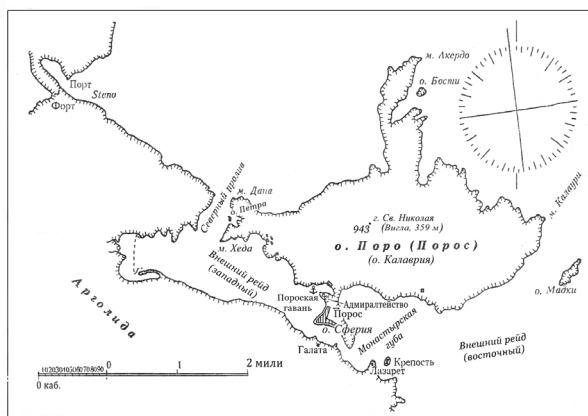 м. Акердо
о. Бости
Порт
Steno
Форт
Северный пролив
м. Дана
о. Петра
м. Калаври
г. Св. Николая
943 (Вигла, 359 м)
о. Поро (Порос)
(о. Калаврия)
м. Хеда
Внешний рейд
(западный)
о. Мадки
Арголида
Пороская
гавань
Адмиралтейство
Порос
о. Сферия
Монастырская
губа
Внешний рейд
(восточный)
Галата
Крепость
Лазарет
1 0 1 2 мили
102030405060708090
0 каб.